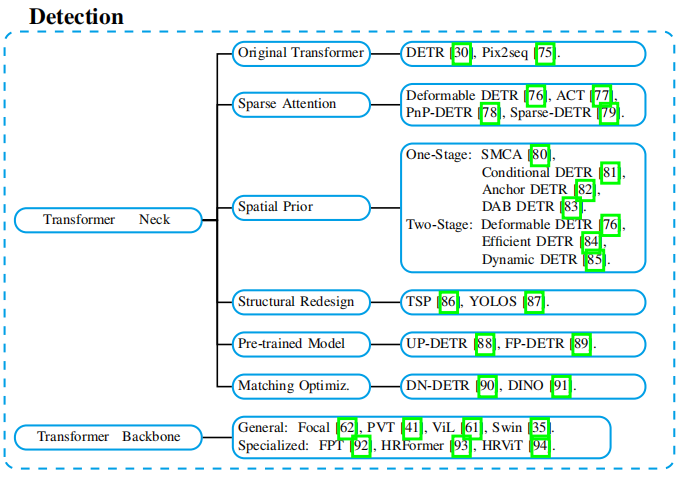 Detection
Original Transformer
DETR [30], Pix2seq [75].
Sparse Attention
Deformable DETR [76], ACT [77],
PnP-DETR [78], Sparse-DETR [79].
One-Stage: SMCA [80],
Conditional DETR [81],
Anchor DETR [82],
DAB DETR [83].
Spatial Prior
Two-Stage: Deformable DETR [76],
Efficient DETR [84],
Dynamic DETR [85].
Transformer Neck
Structural Redesign
TSP [86], YOLOS [87].
Pre-trained Model
UP-DETR [88], FP-DETR [89].
Matching Optimiz.
DN-DETR [90], DINO [91].
Transformer Backbone
General: Focal [62], PVT [41], ViL [61], Swin [35].
Specialized: FPT [92], HRFormer [93], HRViT [94].